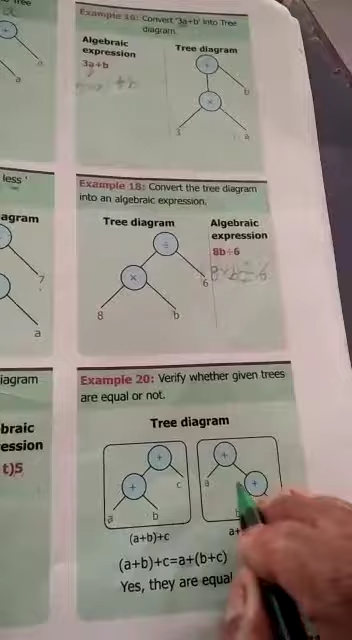 Example 16: Convert '3a+b' into Tree
diagram.
Algebraic
expression
3a+b
Tree diagram
+
b
×
3
a
a
less '
agram
7
a
Example 18: Convert the tree diagram
into an algebraic expression.
Tree diagram
÷
×
6
8
b
Algebraic
expression
8b÷6
8×b÷6
iagram
braic
ession
t)5
Example 20: Verify whether given trees
are equal or not.
Tree diagram
+
+
c
a
b
(a+b)+c
+
a
+
(a+b)+c=a+(b+c)
Yes, they are equal